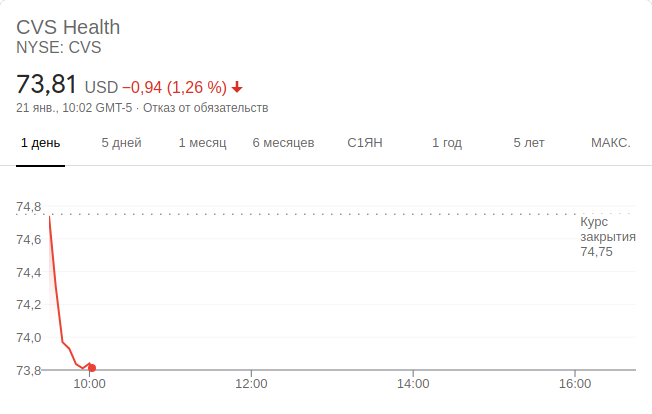 CVS Health
NYSE: CVS
73,81 USD −0,94 (1,26 %)
21 янв., 10:02 GMT-5 · Отказ от обязательств
1 день 5 дней 1 месяц 6 месяцев С1ЯН 1 год 5 лет МАКС.
74,8
Курс
закрытия
74,75
74,6
74,4
74,2
74,0
73,8
10:00 12:00 14:00 16:00